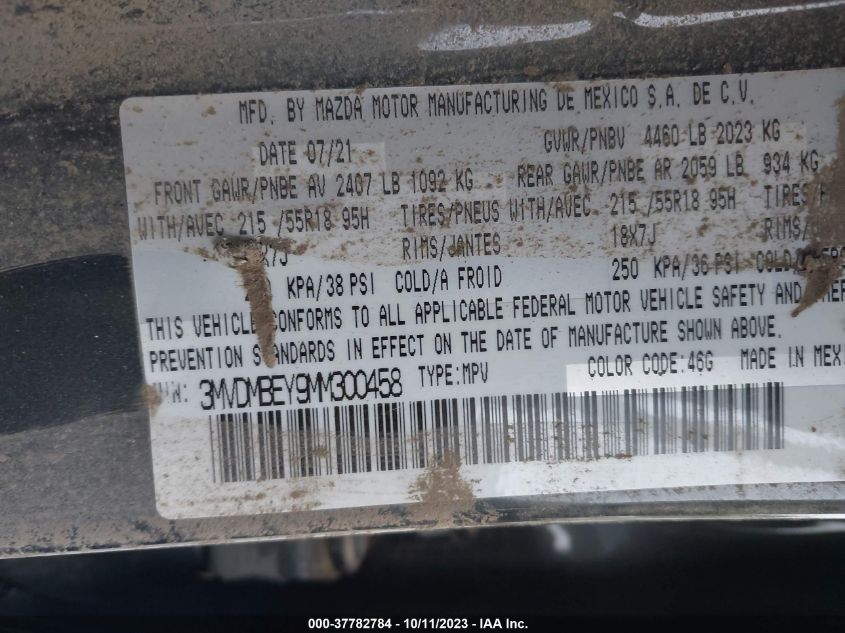 MFD. BY MAZDA MOTOR MANUFACTURING DE MEXICO S.A. DE C.V.
DATE 07/21 GVWR/PNBV 4460 LB 2023 KG
FRONT GAWR/PNBE AV 2407 LB 1092 KG REAR GAWR/PNBE AR 2059 LB 934 KG
WITH/AVEC 215 /55R18 95H TIRES/PNEUS WITH/AVEC 215 /55R18 95H TIRES/
RIMS/JANTES 18X7J RIMS/
KPA/38 PSI COLD/A FROID 250 KPA/36 PSI COLD/
THIS VEHICLE CONFORMS TO ALL APPLICABLE FEDERAL MOTOR VEHICLE SAFETY AND
PREVENTION STANDARDS IN EFFECT ON THE DATE OF MANUFACTURE SHOWN ABOVE.
3MVDMBEY9MM300458 TYPE:MPV COLOR CODE:46G MADE IN MEX
000-37782784 - 10/11/2023 - IAA Inc.